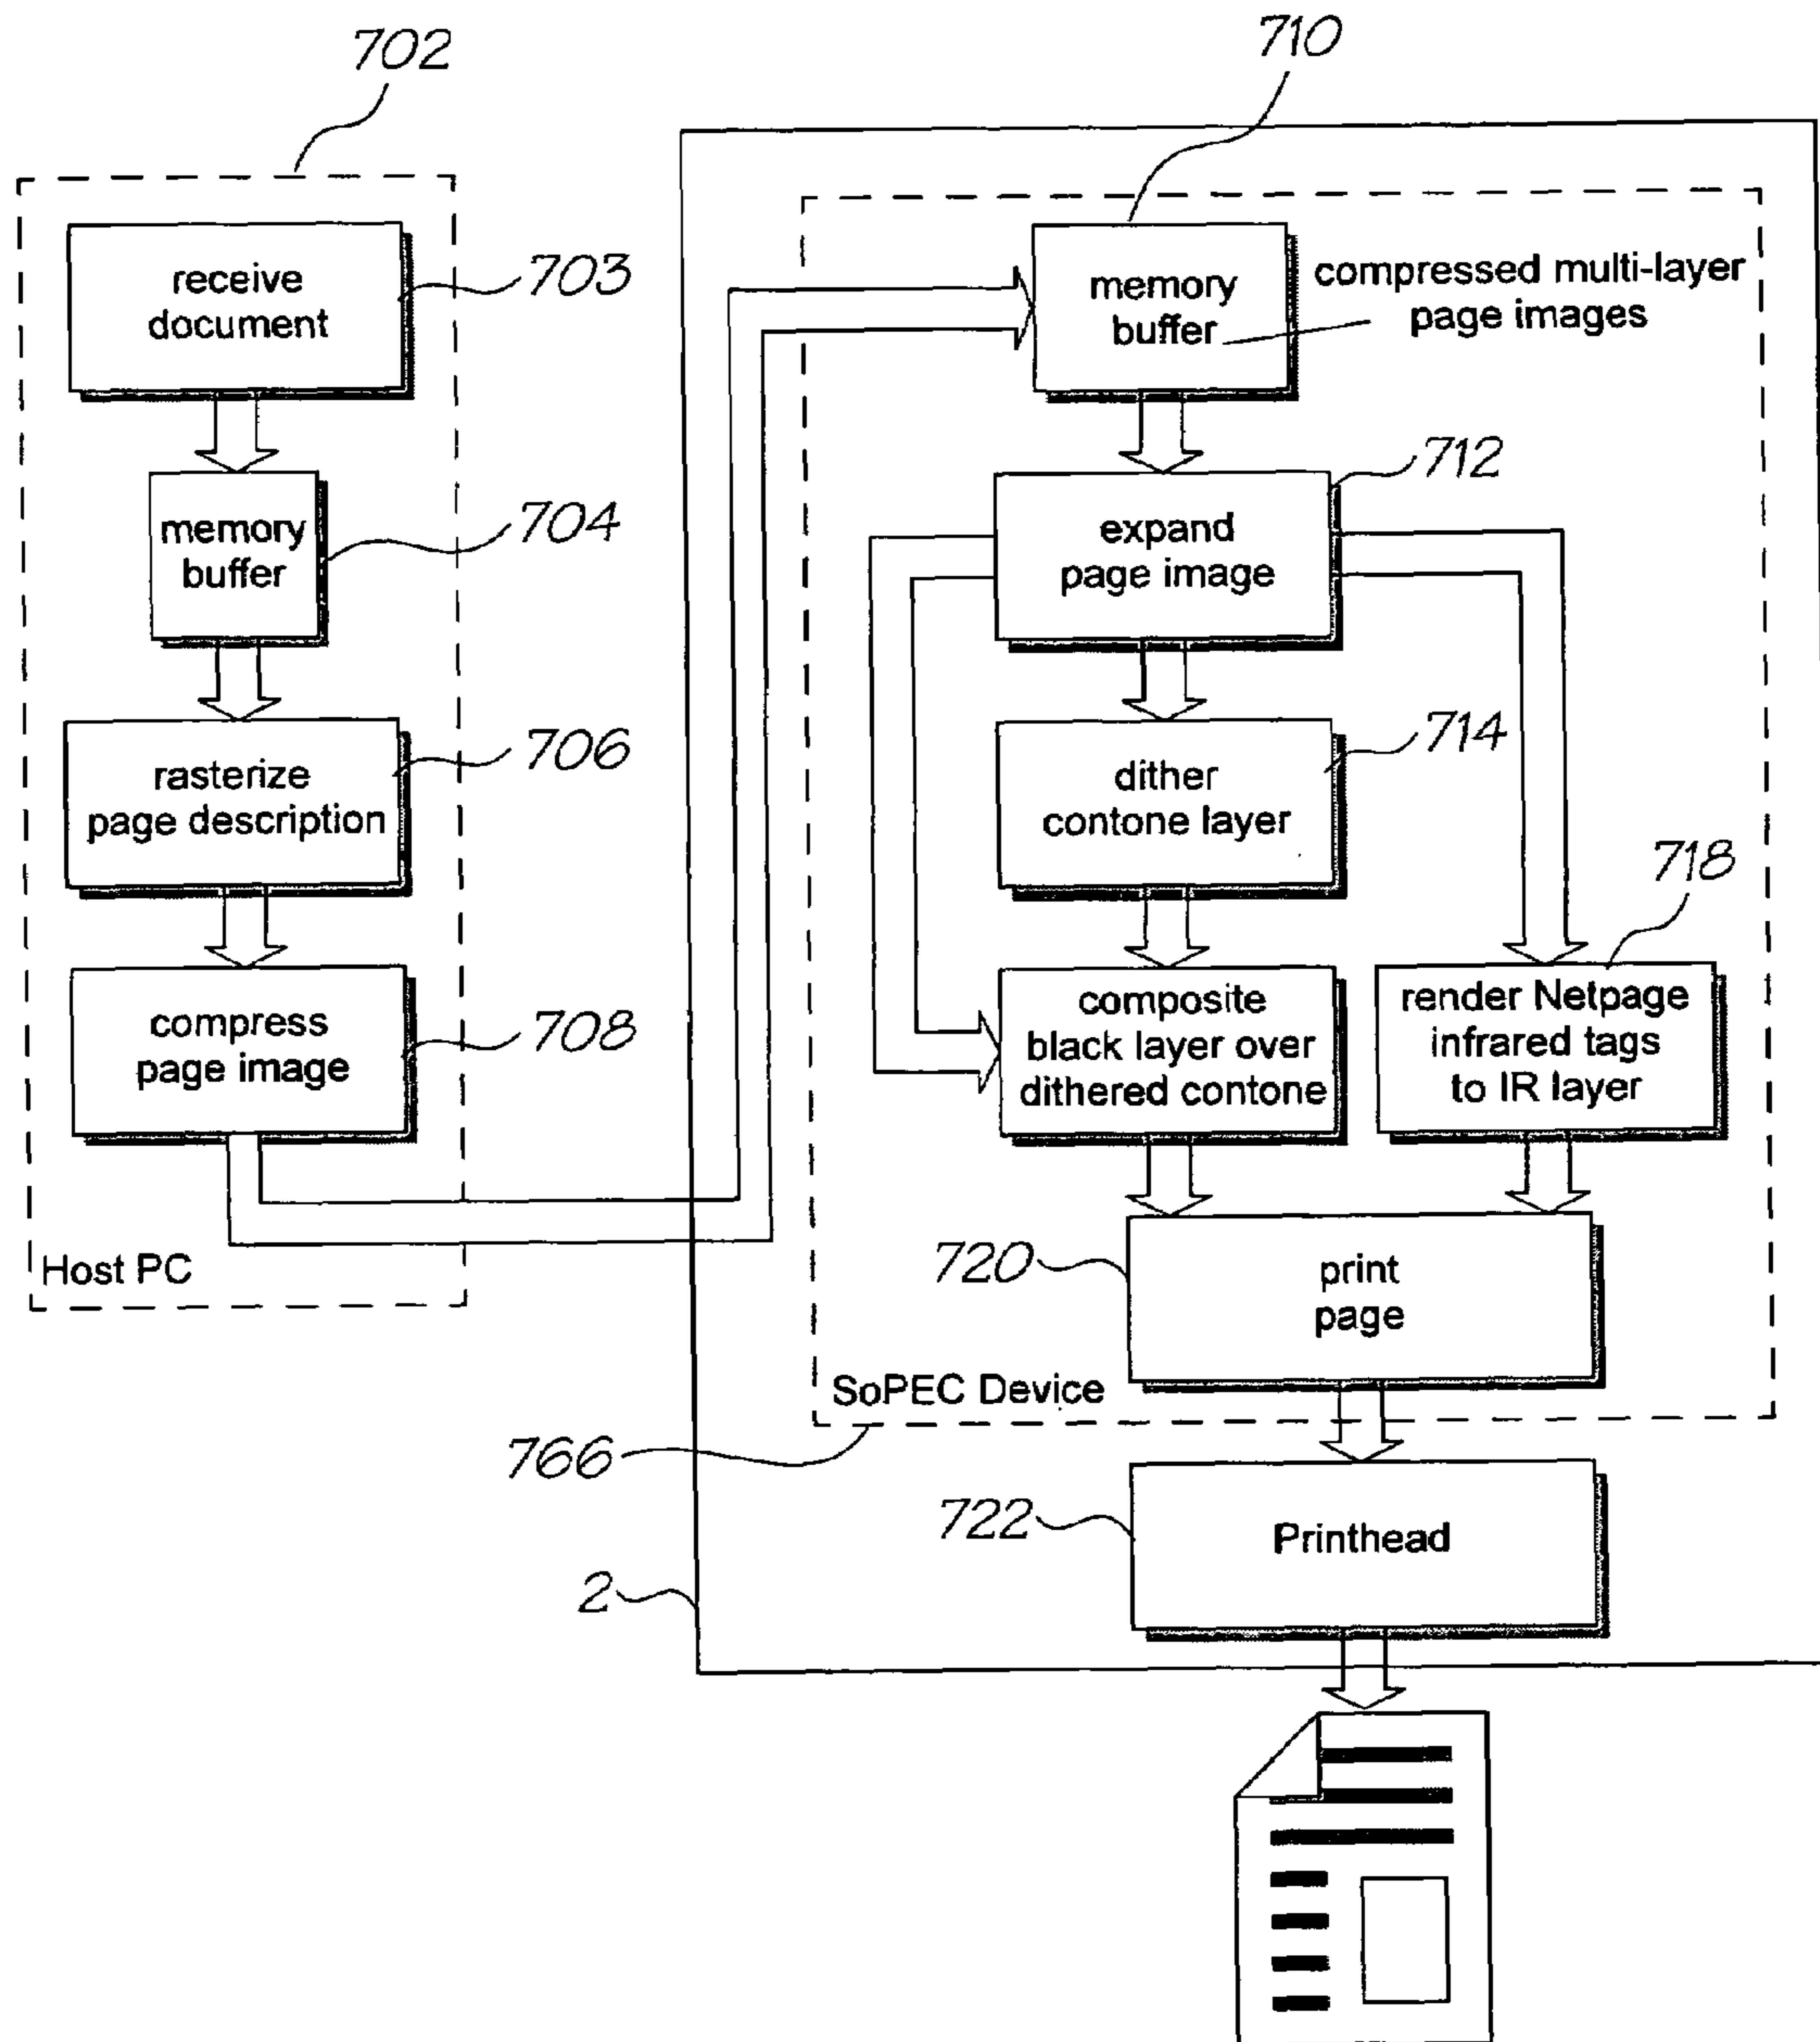 702
710
receive
document
703
memory
buffer
compressed multi-layer
page images
memory
buffer
704
expand
page image
712
rasterize
page description
706
dither
contone layer
714
718
compress
page image
708
composite
black layer over
dithered contone
render Netpage
infrared tags
to IR layer
Host PC
720
print
page
SoPEC Device
766
722
Printhead
2